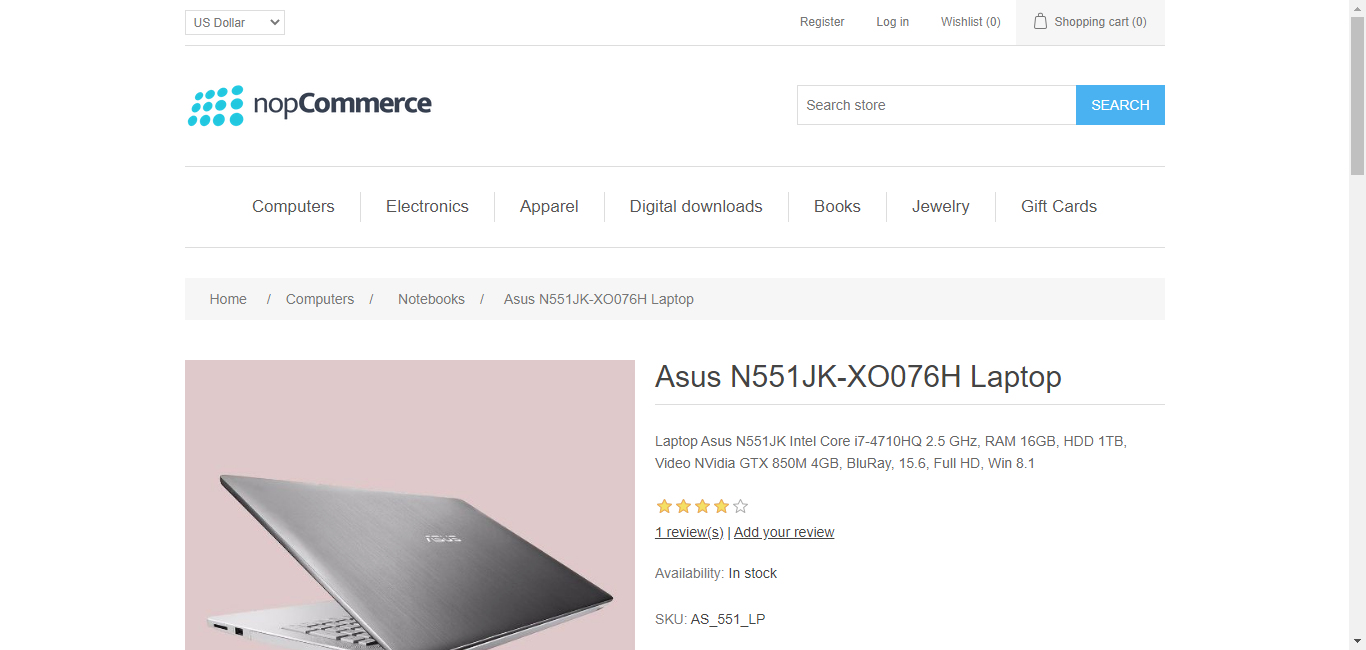 US Dollar
Register
Log in
Wishlist (0)
Shopping cart (0)
nopCommerce
Search store
SEARCH
Computers
Electronics
Apparel
Digital downloads
Books
Jewelry
Gift Cards
Home / Computers / Notebooks / Asus N551JK-XO076H Laptop
Asus N551JK-XO076H Laptop
Laptop Asus N551JK Intel Core i7-4710HQ 2.5 GHz, RAM 16GB, HDD 1TB,
Video NVidia GTX 850M 4GB, BluRay, 15.6, Full HD, Win 8.1
1 review(s) | Add your review
Availability: In stock
SKU: AS_551_LP